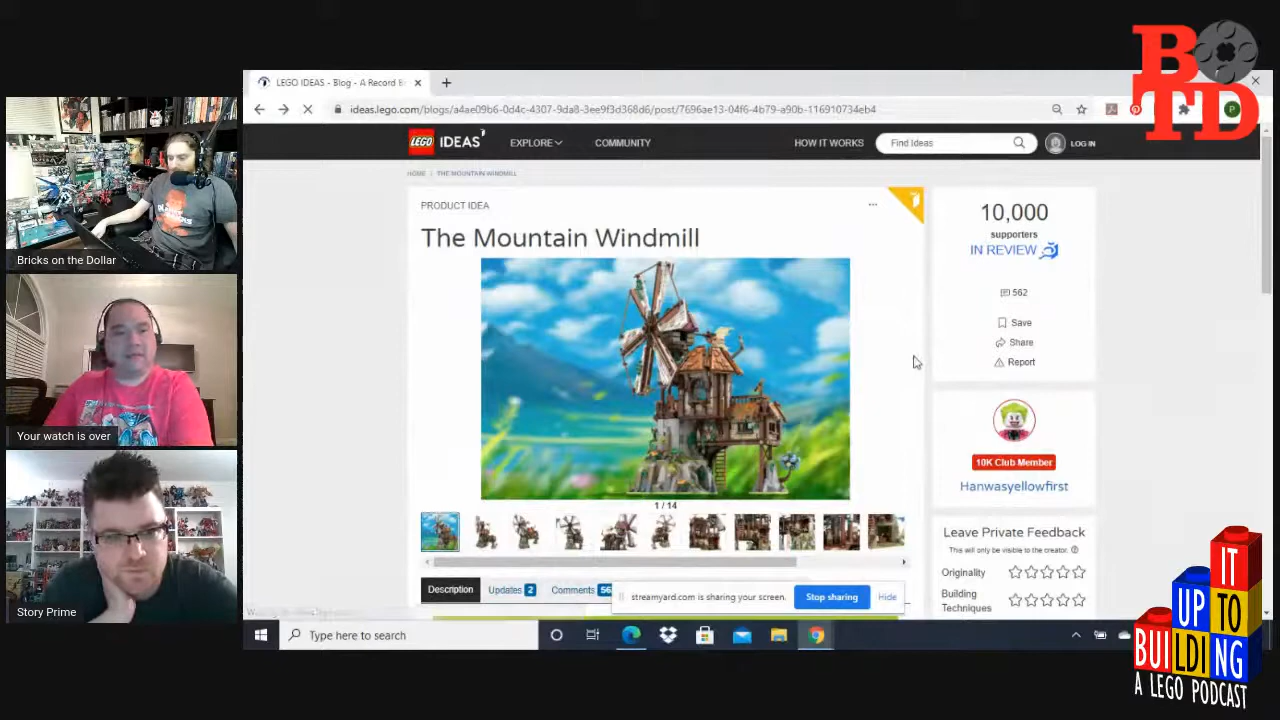 BOTD
LEGO IDEAS - Blog - A Record B
ideas.lego.com/blogs/a4ae09b6-0d4c-4307-9da8-3ee9f3d368d6/post/7696ae13-04f6-4b79-a90b-116910734eb4
P
LEGO IDEAS
EXPLORE
COMMUNITY
HOW IT WORKS
Find Ideas
LOG IN
HOME / THE MOUNTAIN WINDMILL
PRODUCT IDEA
The Mountain Windmill
10,000
supporters
IN REVIEW
562
Save
Share
Report
10K Club Member
Hanwasyellowfirst
1 / 14
Leave Private Feedback
This will only be visible to the creator.
Originality
Building
Techniques
Description
Updates 2
Comments 56
streamyard.com is sharing your screen.
Stop sharing
Hide
Type here to search
Bricks on the Dollar
Your watch is over
Story Prime
IT
UP TO
BUILDING
A LEGO PODCAST